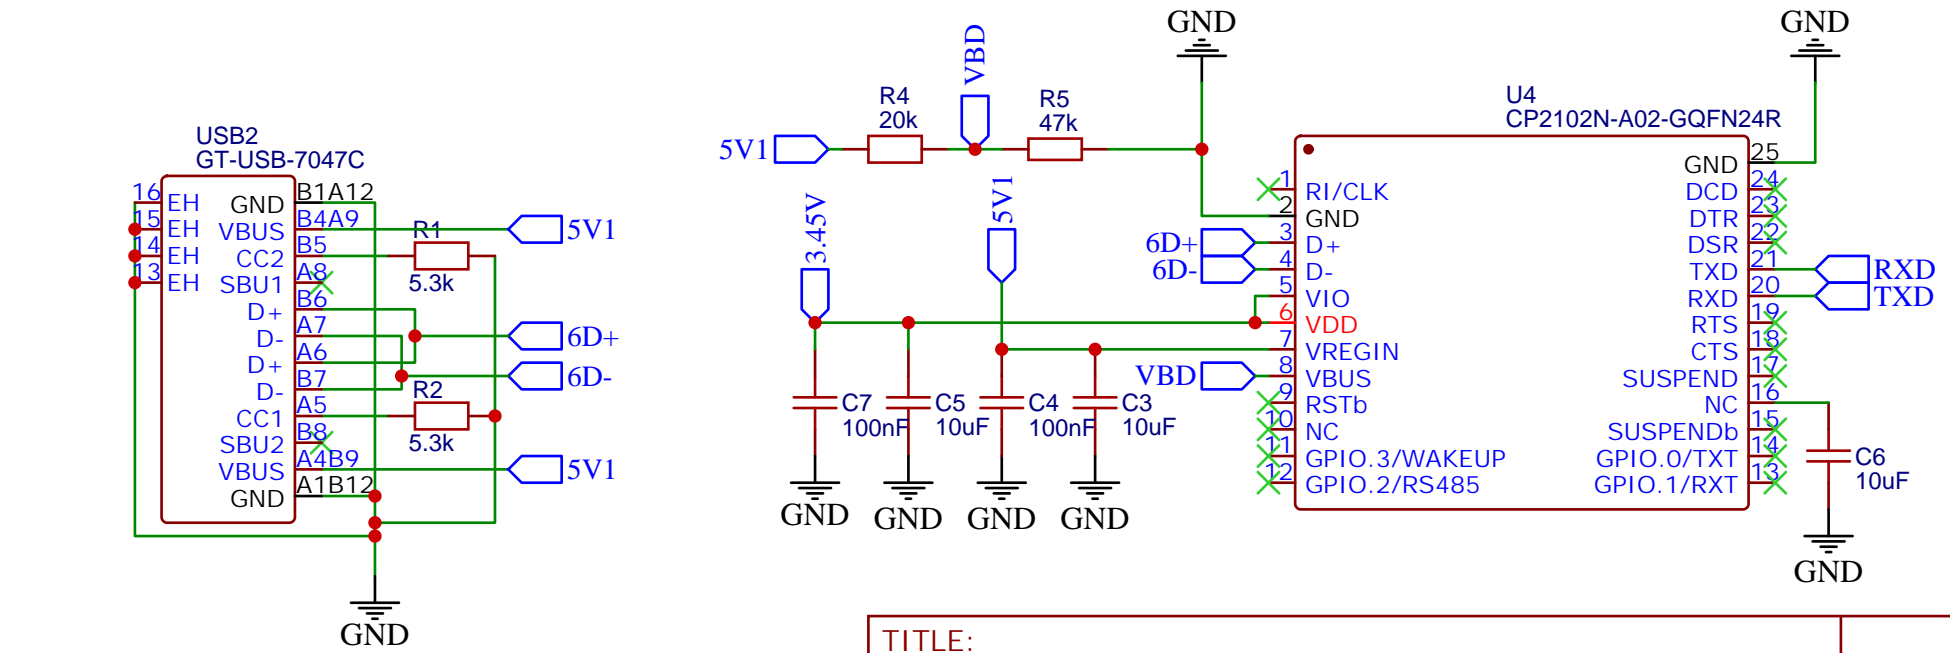 USB2
GT-USB-7047C
16 EH
15 EH
14 EH
13 EH
GND B1A12
VBUS B4A9
CC2 B5
SBU1 A8
D+ B6
D- A7
D+ A6
D- B7
CC1 A5
SBU2 B8
VBUS A4B9
GND A1B12
R1
5.3k
R2
5.3k
5V1
6D+
6D-
5V1
GND
5V1
R4
20k
VBD
R5
47k
GND
3.45V
5V1
6D+
6D-
VBD
C7
100nF
C5
10uF
C4
100nF
C3
10uF
GND
GND
GND
GND
U4
CP2102N-A02-GQFN24R
1 RI/CLK
2 GND
3 D+
4 D-
5 VIO
6 VDD
7 VREGIN
8 VBUS
9 RSTb
10 NC
11 GPIO.3/WAKEUP
12 GPIO.2/RS485
GND 25
DCD 24
DTR 23
DSR 22
TXD 21
RXD 20
RTS 19
CTS 18
SUSPEND 17
NC 16
SUSPENDb 15
GPIO.0/TXT 14
GPIO.1/RXT 13
GND
RXD
TXD
C6
10uF
GND
TITLE: